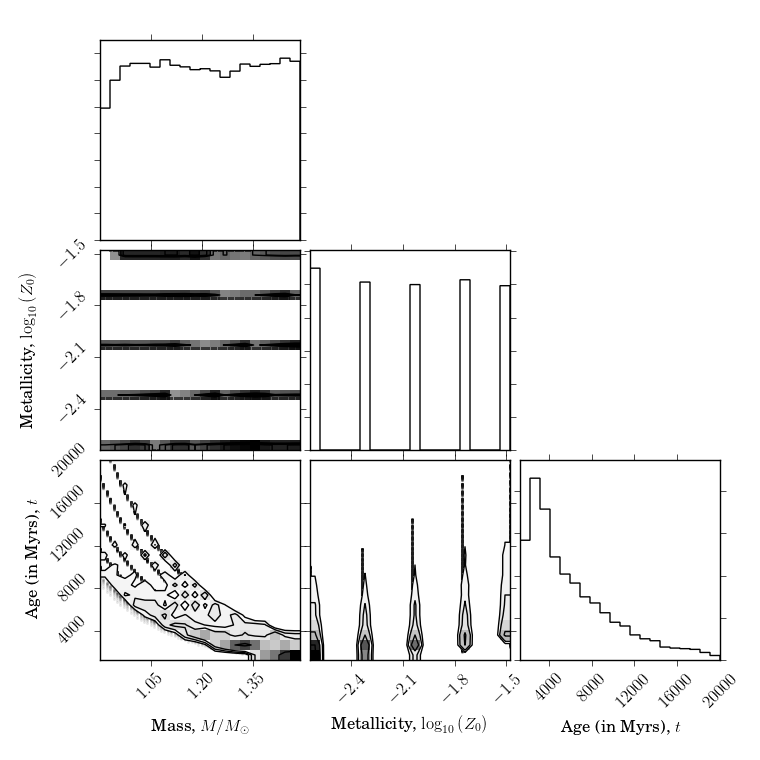 −1.5
−1.8
−2.1
−2.4
Metallicity, log₁₀ (Z₀)
20000
16000
12000
8000
4000
Age (in Myrs), t
1.05 1.20 1.35
−2.4 −2.1 −1.8 −1.5
4000 8000 12000 16000 20000
Mass, M/M⊙
Metallicity, log₁₀ (Z₀)
Age (in Myrs), t